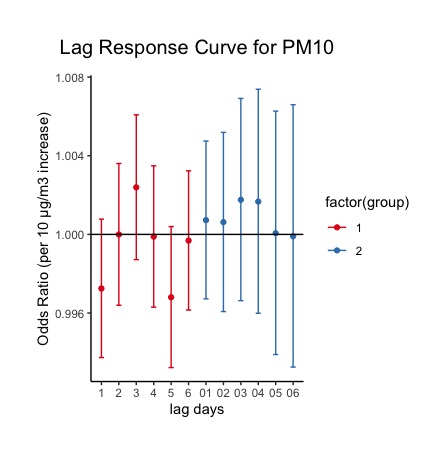 Lag Response Curve for PM10
Odds Ratio (per 10 µg/m3 increase)
1.008
1.004
1.000
0.996
1 2 3 4 5 6 01 02 03 04 05 06
lag days
factor(group)
1
2